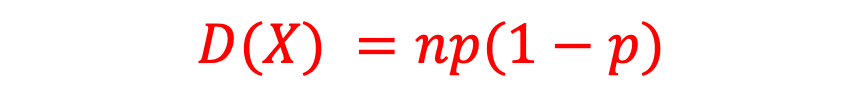 D(X) = np(1 − p)